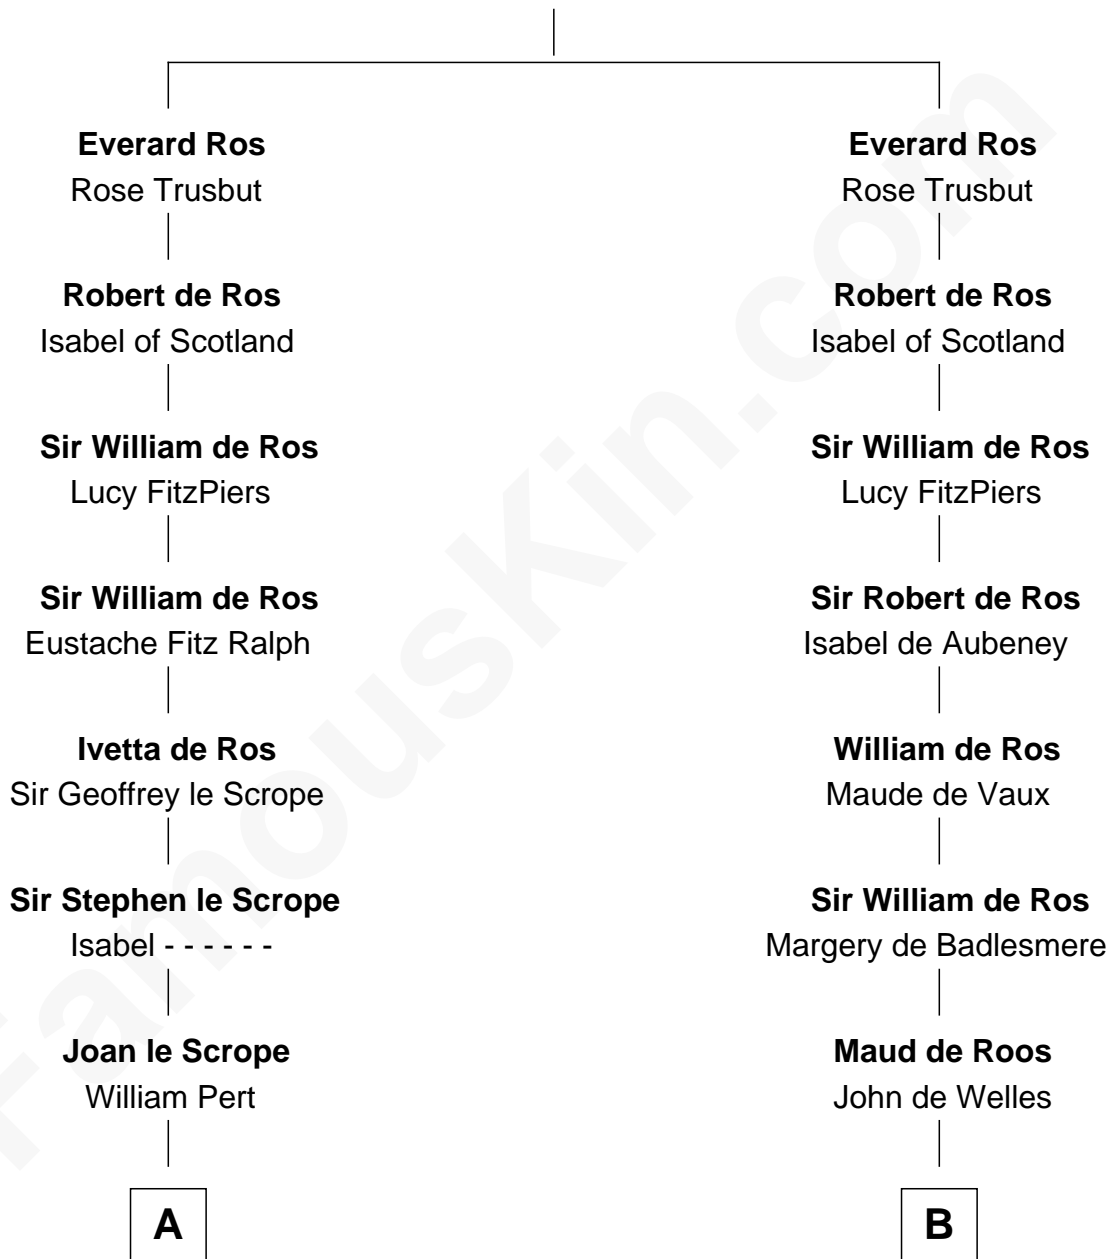 Everard Ros
Rose Trusbut
Robert de Ros
Isabel of Scotland
Sir William de Ros
Lucy FitzPiers
Sir William de Ros
Eustache Fitz Ralph
Ivetta de Ros
Sir Geoffrey le Scrope
Sir Stephen le Scrope
Isabel - - - - - -
Joan le Scrope
William Pert
A
Everard Ros
Rose Trusbut
Robert de Ros
Isabel of Scotland
Sir William de Ros
Lucy FitzPiers
Sir Robert de Ros
Isabel de Aubeney
William de Ros
Maude de Vaux
Sir William de Ros
Margery de Badlesmere
Maud de Roos
John de Welles
B
FamousKin.com